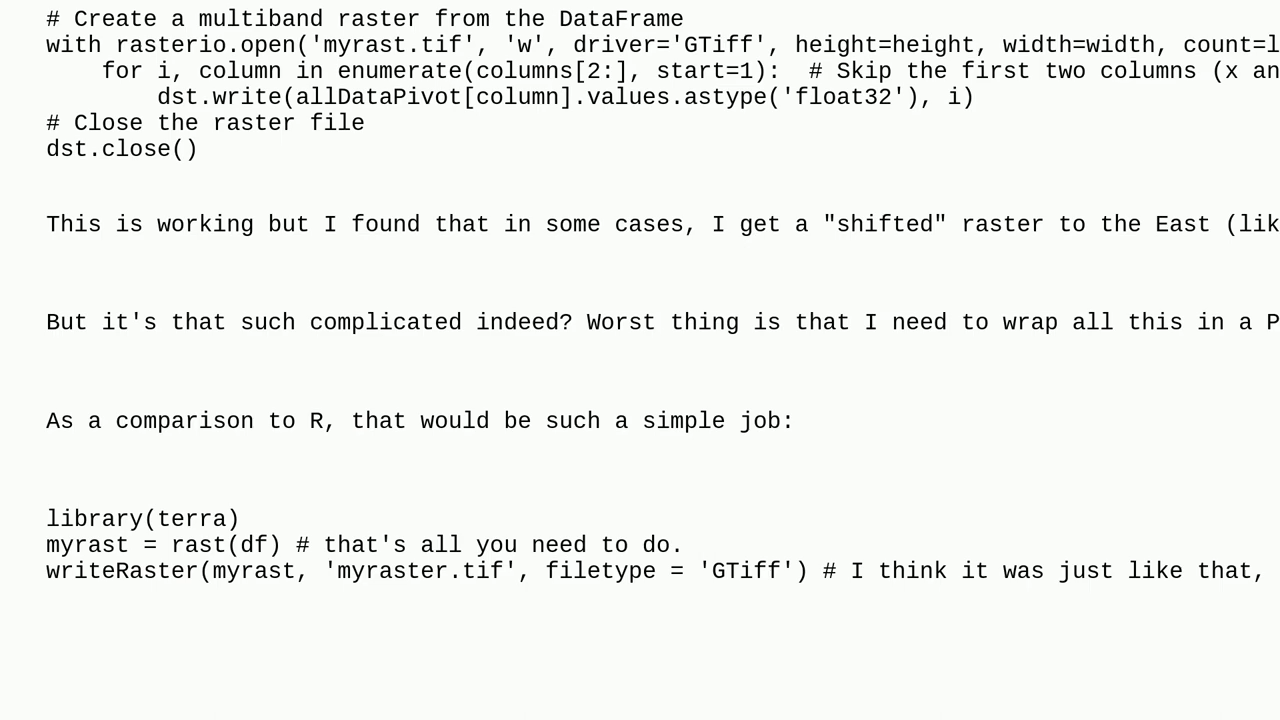 # Create a multiband raster from the DataFrame
with rasterio.open('myrast.tif', 'w', driver='GTiff', height=height, width=width, count=l
for i, column in enumerate(columns[2:], start=1):  # Skip the first two columns (x an
dst.write(allDataPivot[column].values.astype('float32'), i)
# Close the raster file
dst.close()
This is working but I found that in some cases, I get a "shifted" raster to the East (lik
But it's that such complicated indeed? Worst thing is that I need to wrap all this in a P
As a comparison to R, that would be such a simple job:
library(terra)
myrast = rast(df) # that's all you need to do.
writeRaster(myrast, 'myraster.tif', filetype = 'GTiff') # I think it was just like that,